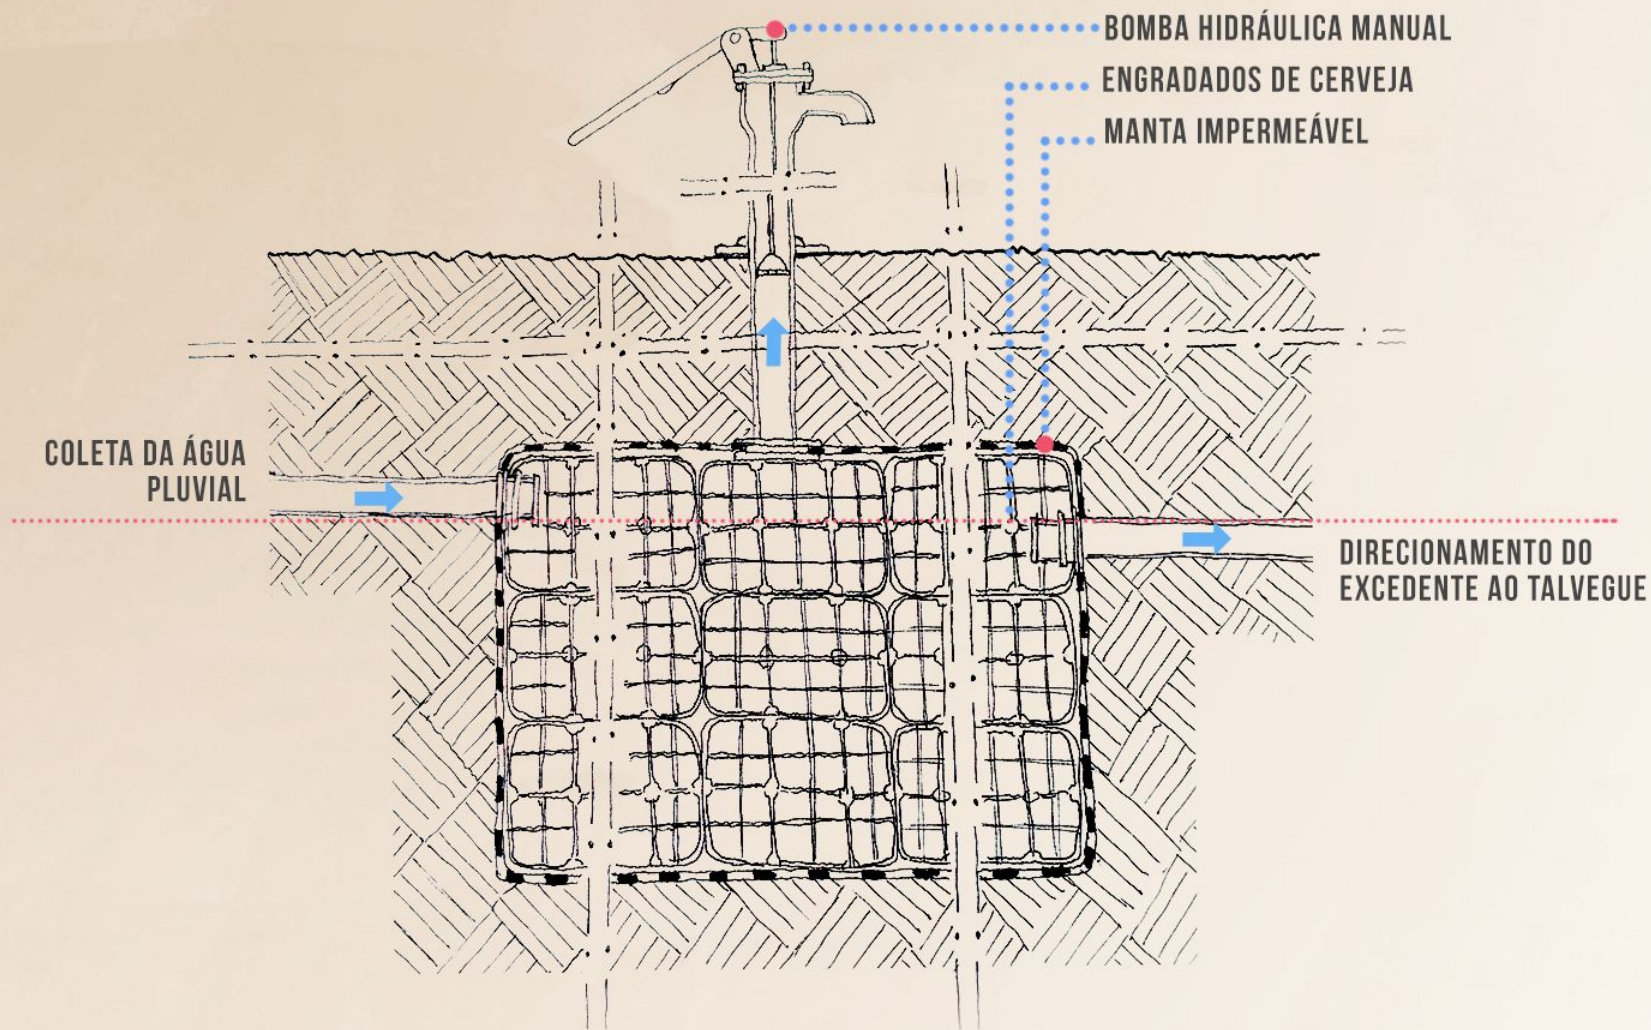 BOMBA HIDRÁULICA MANUAL
ENGRADADOS DE CERVEJA
MANTA IMPERMEÁVEL
COLETA DA ÁGUA
PLUVIAL
DIRECIONAMENTO DO
EXCEDENTE AO TALVEGUE